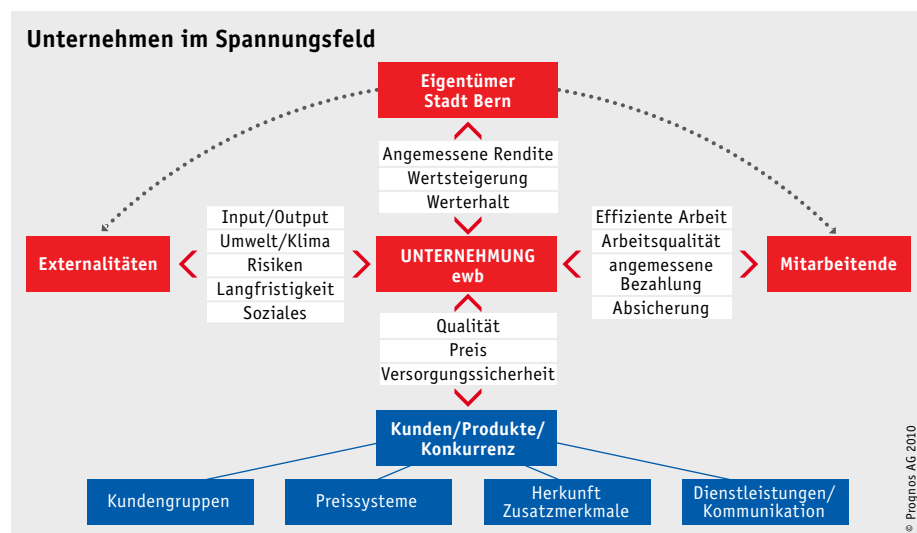 Unternehmen im Spannungsfeld
Eigentümer
Stadt Bern
Angemessene Rendite
Wertsteigerung
Werterhalt
Externalitäten
Input/Output
Umwelt/Klima
Risiken
Langfristigkeit
Soziales
UNTERNEHMUNG
ewb
Effiziente Arbeit
Arbeitsqualität
angemessene
Bezahlung
Absicherung
Mitarbeitende
Qualität
Preis
Versorgungssicherheit
Kunden/Produkte/
Konkurrenz
Kundengruppen
Preissysteme
Herkunft
Zusatzmerkmale
Dienstleistungen/
Kommunikation
© Prognos AG 2010